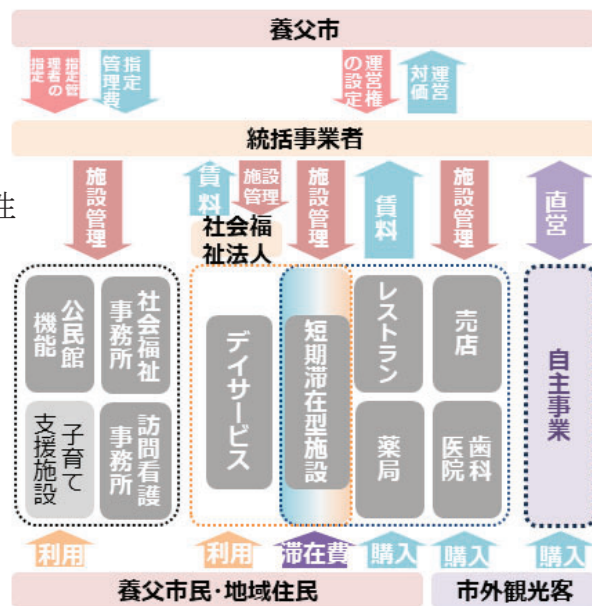 養父市
指定管
理者の
指定
指定
管理費
運営権
の設定
運営
対価
統括事業者
施設管理
賃料
施設
管理
施設管理
賃料
施設管理
直営
性
社会福
祉法人
公民館
機能
社会福祉
事務所
デイサービス
短期滞在型施設
レストラン
売店
自主事業
子育て
支援施設
訪問看護
事務所
薬局
歯科
医院
利用
利用
滞在費
購入
購入
購入
養父市民・地域住民
市外観光客